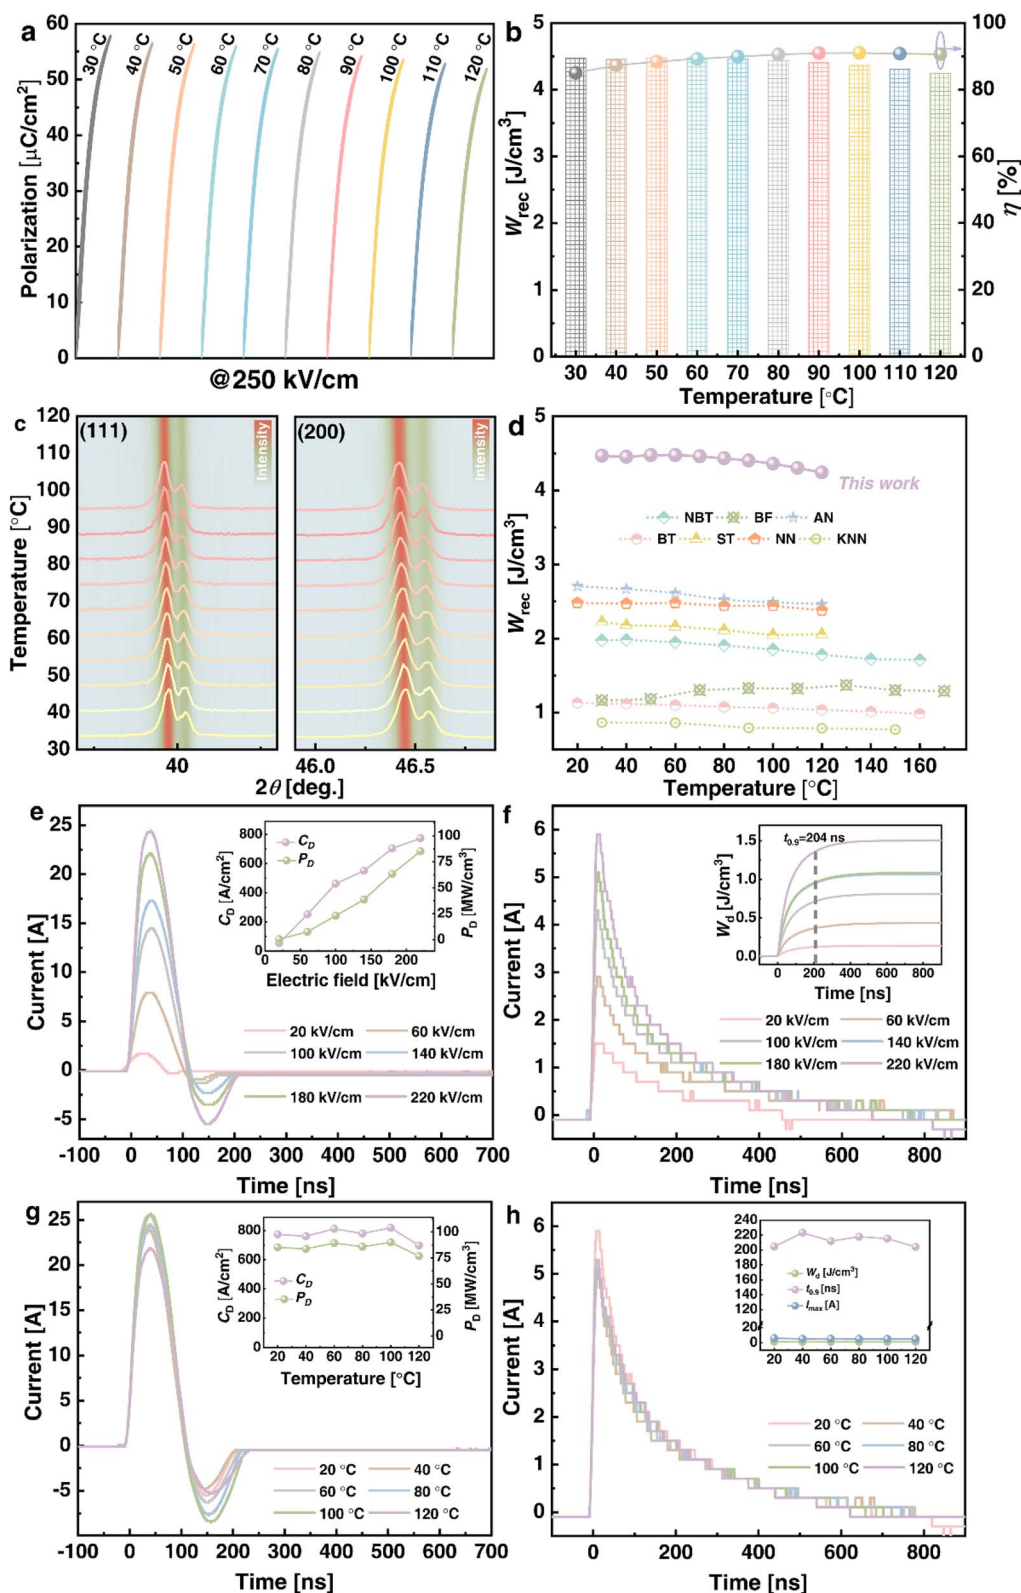 a
60
50
40
30
20
10
0
Polarization [μC/cm²]
30 °C
40 °C
50 °C
60 °C
70 °C
80 °C
90 °C
100 °C
110 °C
120 °C
@250 kV/cm
b
5
4
3
2
1
0
W_rec [J/cm³]
100
80
60
40
20
0
η [%]
30 40 50 60 70 80 90 100 110 120
Temperature [°C]
c
120
110
100
90
80
70
60
50
40
30
Temperature [°C]
(111)
Intensity
(200)
Intensity
40
46.0 46.5
2θ [deg.]
d
5
4
3
2
1
W_rec [J/cm³]
This work
NBT BF AN
BT ST NN KNN
20 40 60 80 100 120 140 160
Temperature [°C]
e
25
20
15
10
5
0
-5
Current [A]
800
600
400
200
0
C_D [A/cm²]
C_D
P_D
100
75
50
25
0
P_D [MW/cm³]
0 50 100 150 200
Electric field [kV/cm]
20 kV/cm 60 kV/cm
100 kV/cm 140 kV/cm
180 kV/cm 220 kV/cm
-100 0 100 200 300 400 500 600 700
Time [ns]
f
6
5
4
3
2
1
0
Current [A]
t_0.9=204 ns
1.5
1.0
0.5
0.0
W_d [J/cm³]
0 200 400 600 800
Time [ns]
20 kV/cm 60 kV/cm
100 kV/cm 140 kV/cm
180 kV/cm 220 kV/cm
0 200 400 600 800
Time [ns]
g
25
20
15
10
5
0
-5
Current [A]
800
600
400
200
0
C_D [A/cm²]
C_D
P_D
100
75
50
25
0
P_D [MW/cm³]
20 40 60 80 100 120
Temperature [°C]
20 °C 40 °C
60 °C 80 °C
100 °C 120 °C
-100 0 100 200 300 400 500 600 700
Time [ns]
h
6
5
4
3
2
1
0
Current [A]
240
220
200
180
160
140
120
20
0
W_d [J/cm³]
t_0.9 [ns]
I_max [A]
20 40 60 80 100 120
20 °C 40 °C
60 °C 80 °C
100 °C 120 °C
0 200 400 600 800
Time [ns]